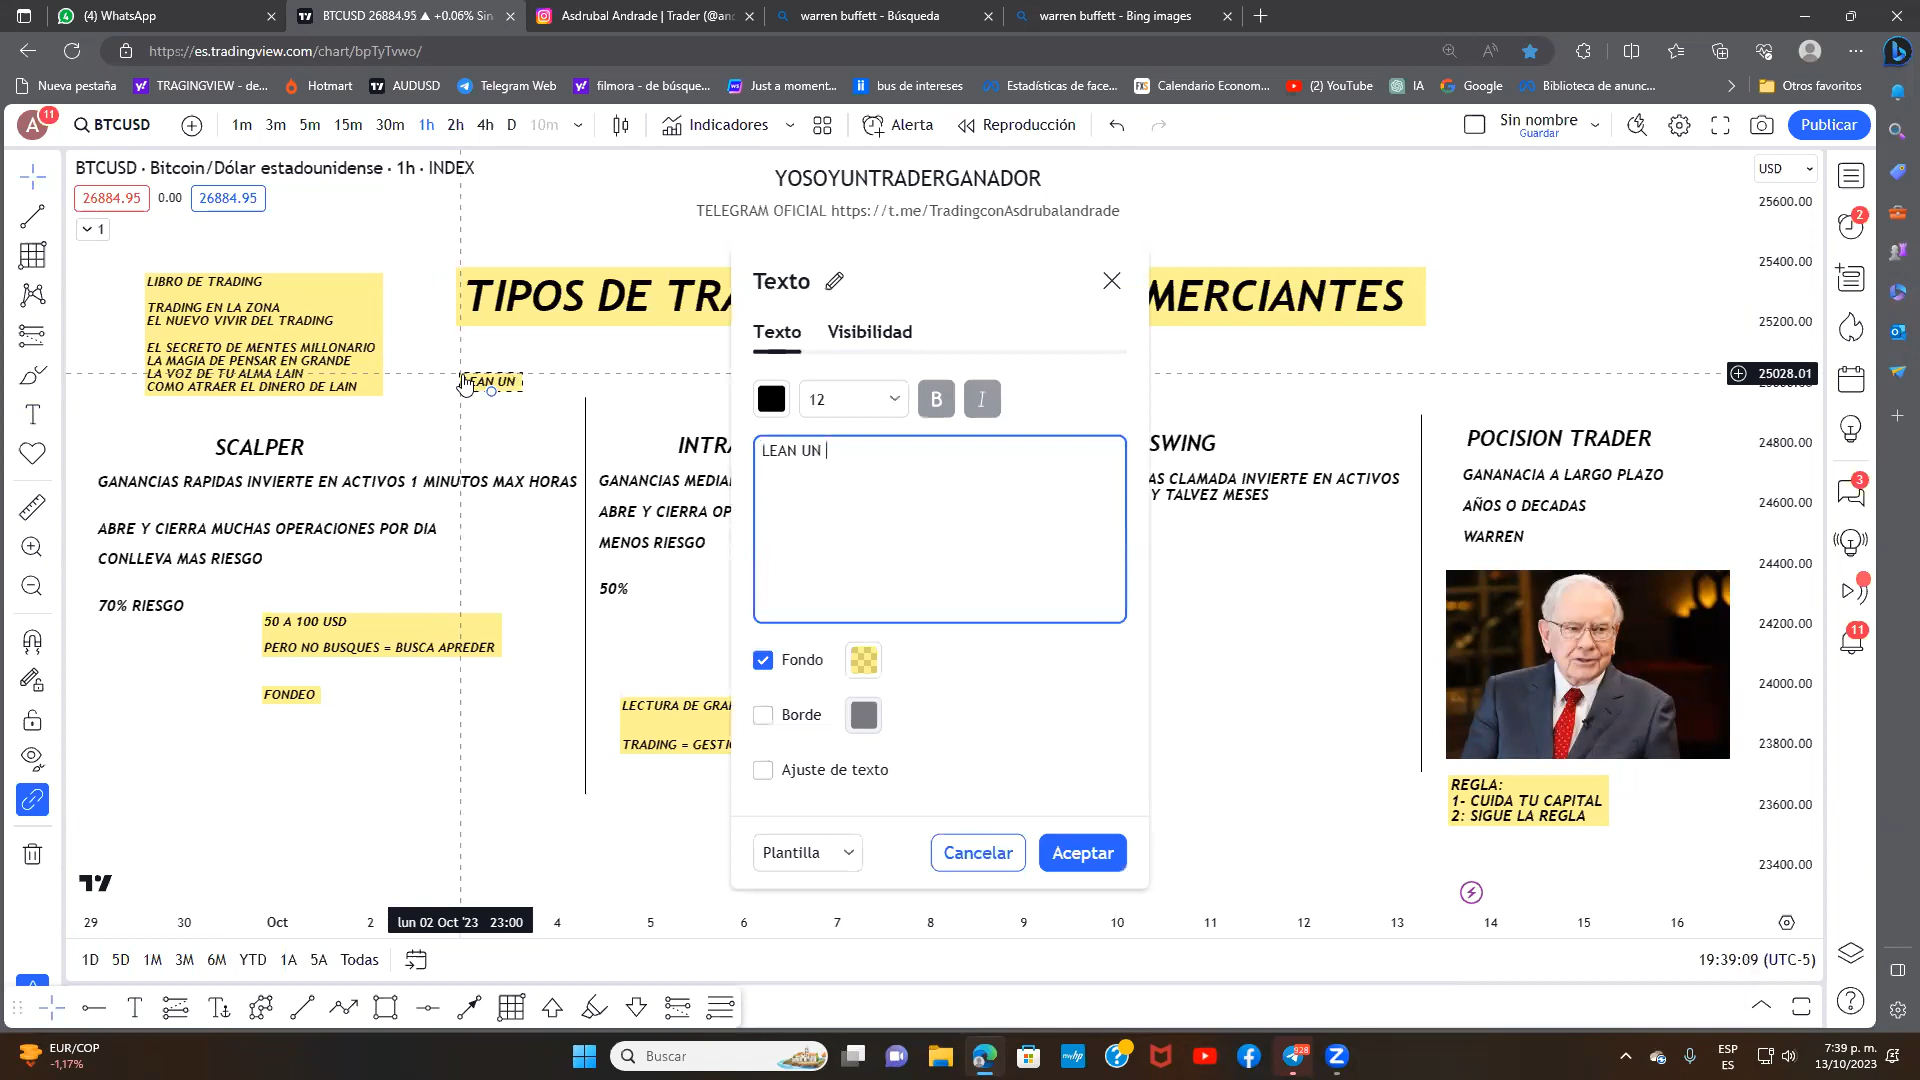 (4) WhatsApp
BTCUSD 26884.95 ▲ +0.06% Sin
Asdrubal Andrade | Trader (@an
warren buffett - Búsqueda
warren buffett - Bing images
https://es.tradingview.com/chart/bpTyTvwo/
Nueva pestaña
TRAGINGVIEW - de...
Hotmart
AUDUSD
Telegram Web
filmora - de búsque...
Just a moment...
bus de intereses
Estadísticas de face...
Calendario Econom...
(2) YouTube
IA
Google
Biblioteca de anunc...
Otros favoritos
A
11
BTCUSD
1m 3m 5m 15m 30m 1h 2h 4h D 10m
Indicadores
Alerta
Reproducción
Sin nombre
Guardar
Publicar
BTCUSD · Bitcoin/Dólar estadounidense · 1h · INDEX
26884.95 0.00 26884.95
1
YOSOYUNTRADERGANADOR
TELEGRAM OFICIAL https://t.me/TradingconAsdrubalandrade
USD
25600.00
25400.00
25200.00
25028.01
24800.00
24600.00
24400.00
24200.00
24000.00
23800.00
23600.00
23400.00
LIBRO DE TRADING
TRADING EN LA ZONA
EL NUEVO VIVIR DEL TRADING
EL SECRETO DE MENTES MILLONARIO
LA MAGIA DE PENSAR EN GRANDE
LA VOZ DE TU ALMA LAIN
COMO ATRAER EL DINERO DE LAIN
TIPOS DE TRA
MERCIANTES
EAN UN
SCALPER
GANANCIAS RAPIDAS INVIERTE EN ACTIVOS 1 MINUTOS MAX HORAS
ABRE Y CIERRA MUCHAS OPERACIONES POR DIA
CONLLEVA MAS RIESGO
70% RIESGO
50 A 100 USD
PERO NO BUSQUES = BUSCA APREDER
FONDEO
INTRA
GANANCIAS MEDIA
ABRE Y CIERRA OP
MENOS RIESGO
50%
LECTURA DE GRA
TRADING = GESTI
Texto
Texto
Visibilidad
12
B
I
LEAN UN
Fondo
Borde
Ajuste de texto
Plantilla
Cancelar
Aceptar
SWING
AS CLAMADA INVIERTE EN ACTIVOS
Y TALVEZ MESES
POCISION TRADER
GANANACIA A LARGO PLAZO
AÑOS O DECADAS
WARREN
REGLA:
1- CUIDA TU CAPITAL
2: SIGUE LA REGLA
2
3
11
29 30 Oct 2 lun 02 Oct '23 23:00 4 5 6 7 8 9 10 11 12 13 14 15 16
1D 5D 1M 3M 6M YTD 1A 5A Todas
19:39:09 (UTC-5)
EUR/COP
-1,17%
Buscar
928
ESP
ES
7:39 p. m.
13/10/2023